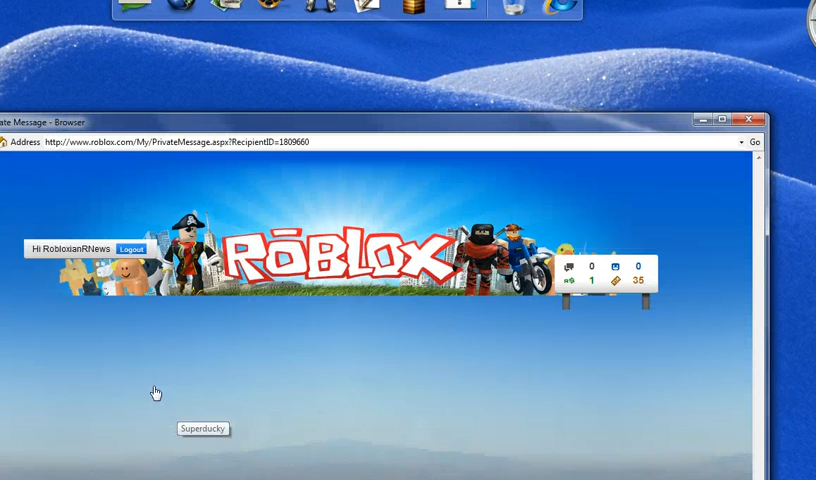 ate Message - Browser
Address http://www.roblox.com/My/PrivateMessage.aspx?RecipientID=1809660 Go
Hi RobloxianRNews Logout
RŌBLOX
0 0
R$ 1 35
Superducky